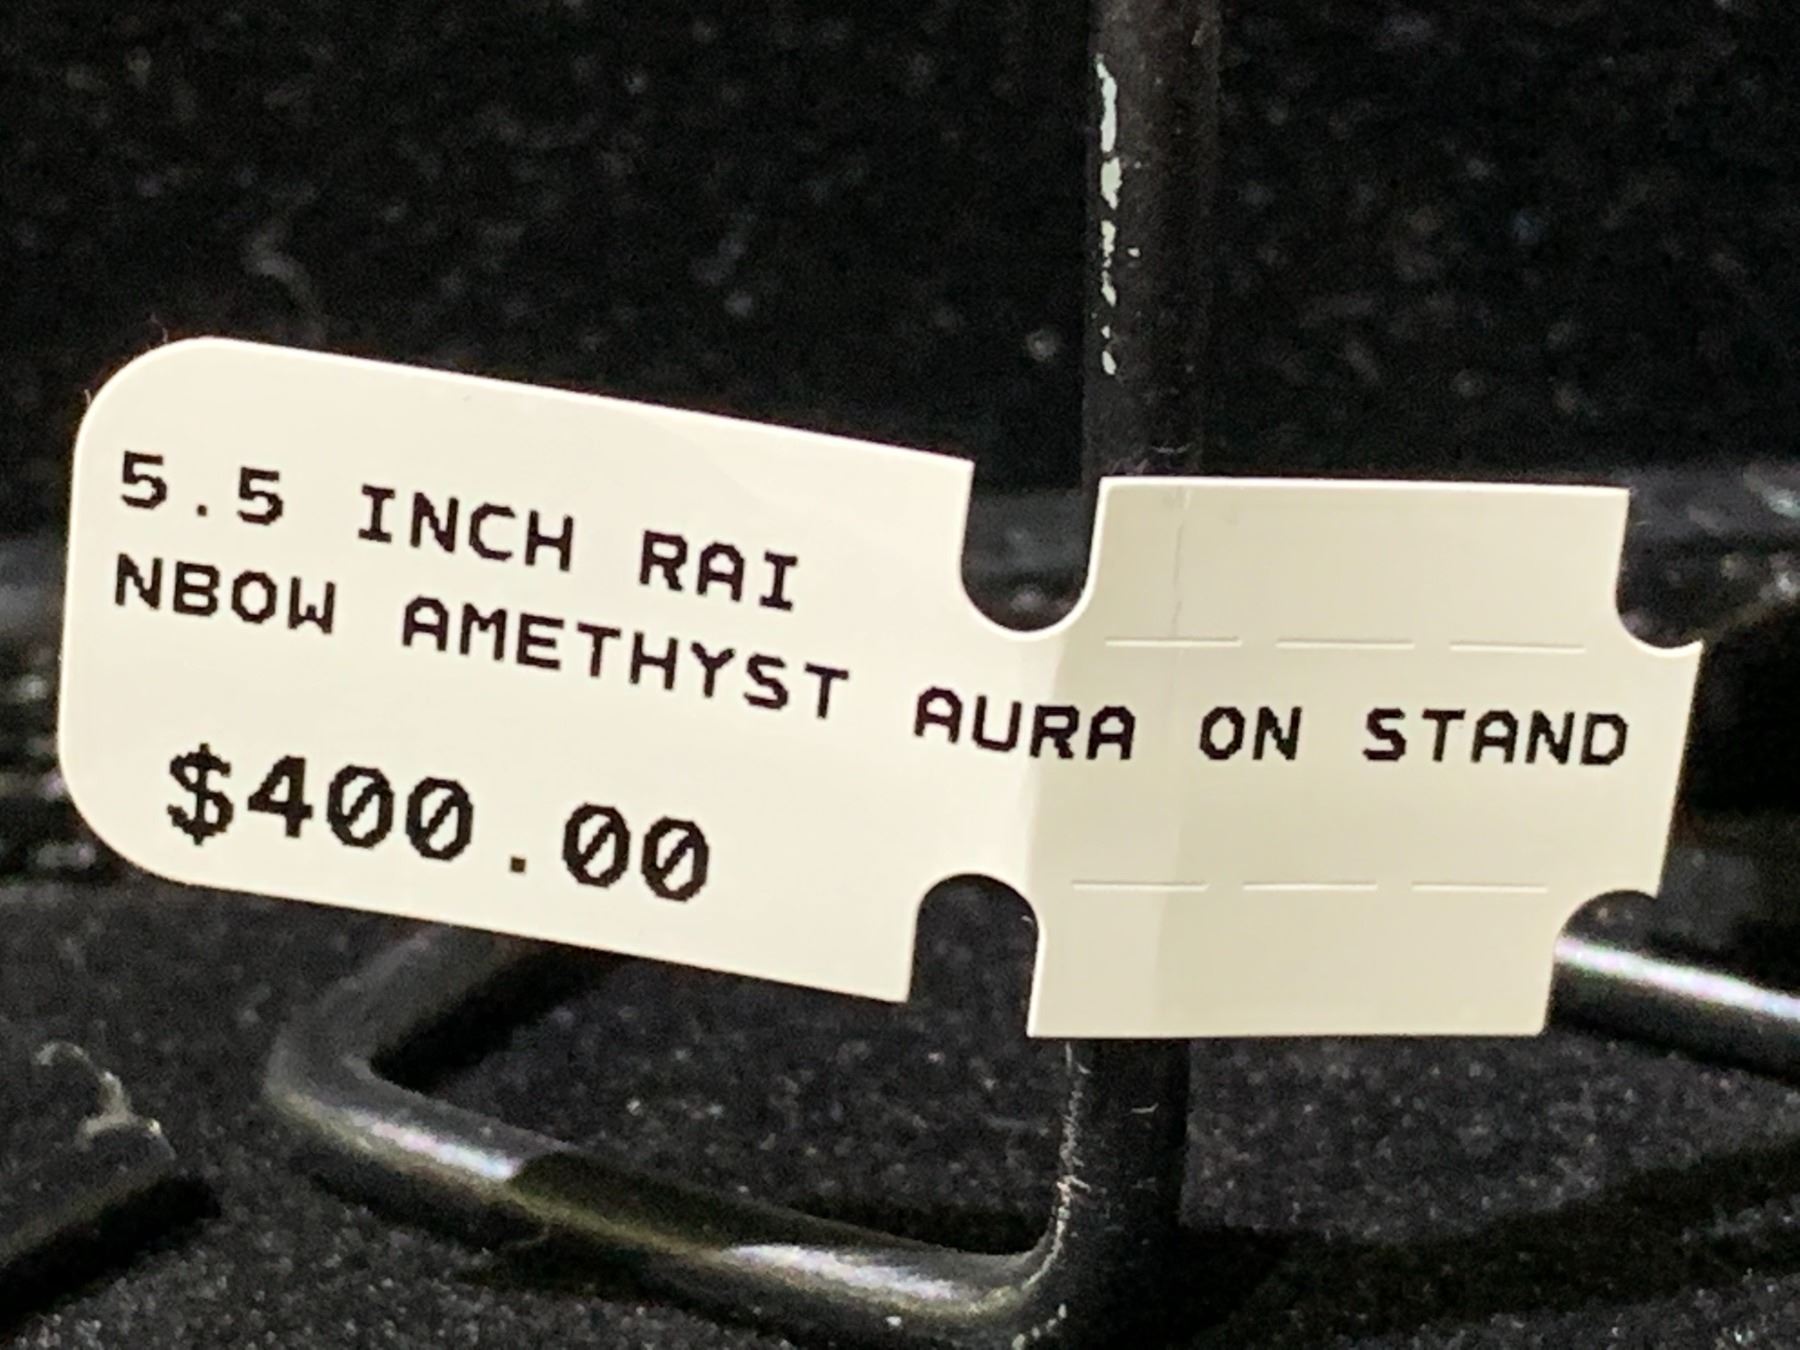 5.5 INCH RAI
NBOW AMETHYST AURA ON STAND
$400.00